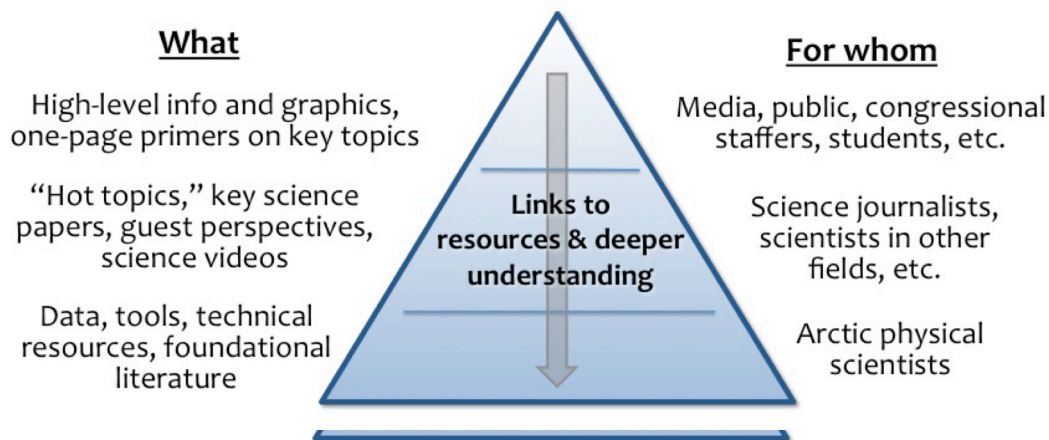 What
High-level info and graphics,
one-page primers on key topics
“Hot topics,” key science
papers, guest perspectives,
science videos
Data, tools, technical
resources, foundational
literature
Links to
resources & deeper
understanding
For whom
Media, public, congressional
staffers, students, etc.
Science journalists,
scientists in other
fields, etc.
Arctic physical
scientists